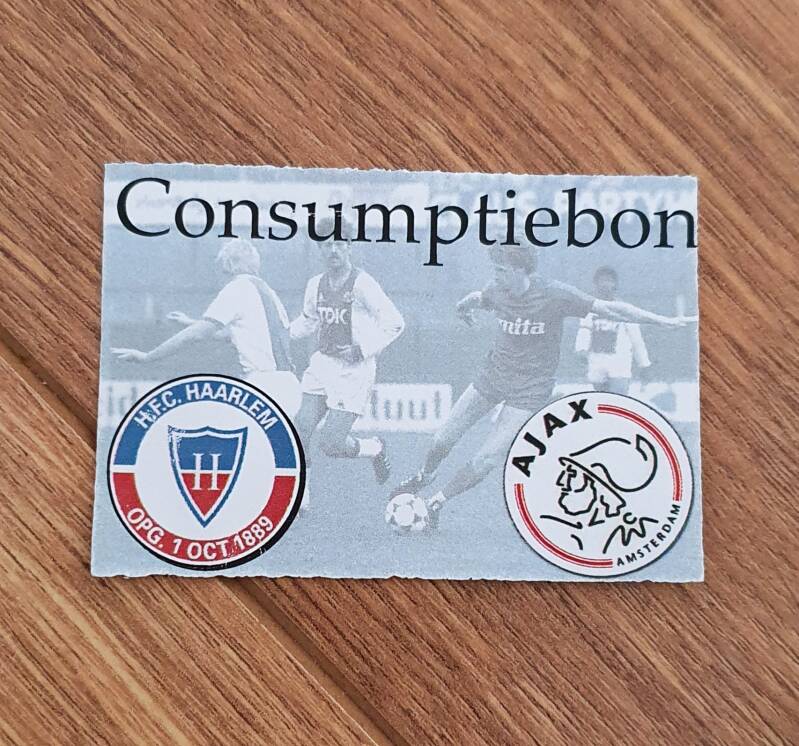 Consumptiebon
TDK
mita
H.F.C. HAARLEM
H
OPG. 1 OCT. 1889
AJAX
AMSTERDAM